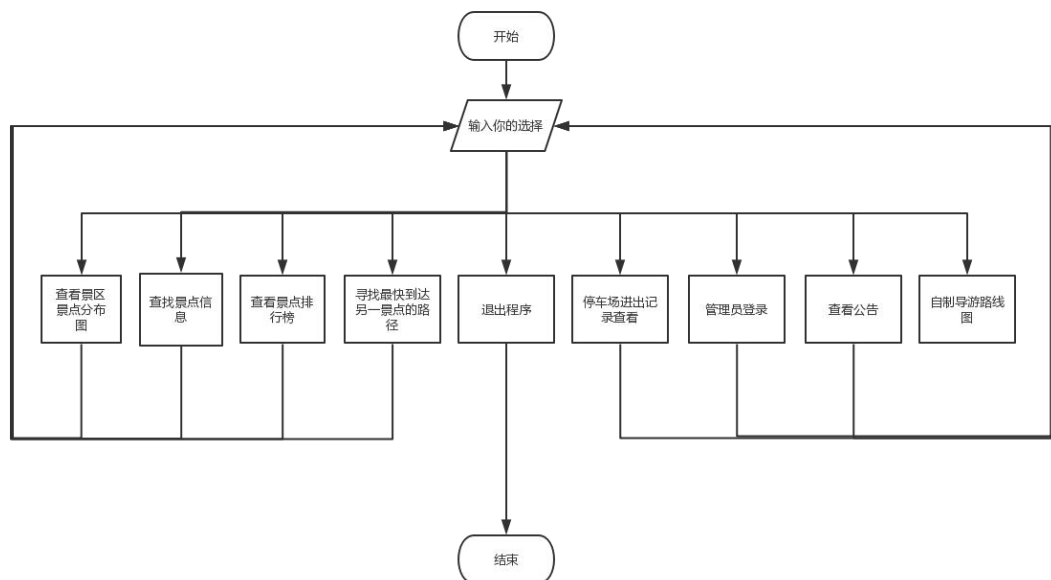 开始
输入你的选择
查看景区
景点分布
图
查找景点信
息
查看景点排
行榜
寻找最快到达
另一景点的路
径
退出程序
停车场进出记
录查看
管理员登录
查看公告
自制导游路线
图
结束